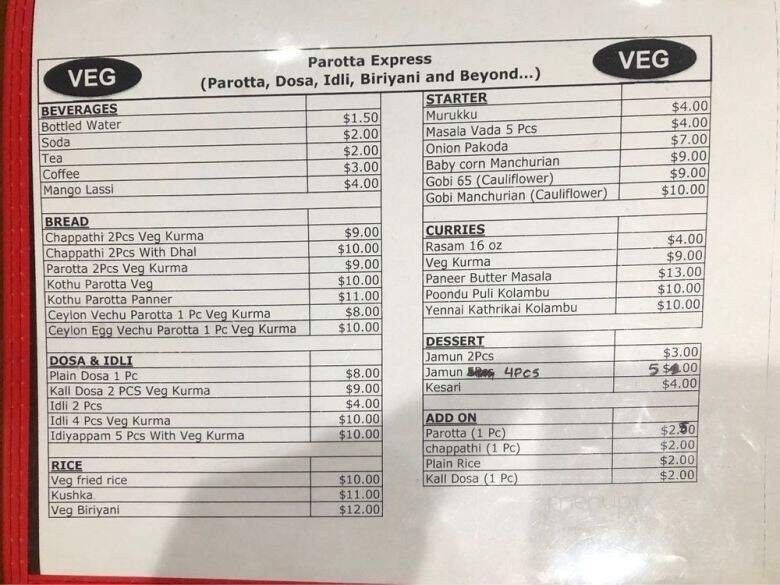 VEG
Parotta Express
VEG
(Parotta, Dosa, Idli, Biriyani and Beyond...)
BEVERAGES
Bottled Water $1.50
Soda $2.00
Tea $2.00
Coffee $3.00
Mango Lassi $4.00
BREAD
Chappathi 2Pcs Veg Kurma $9.00
Chappathi 2Pcs With Dhal $10.00
Parotta 2Pcs Veg Kurma $9.00
Kothu Parotta Veg $10.00
Kothu Parotta Panner $11.00
Ceylon Vechu Parotta 1 Pc Veg Kurma $8.00
Ceylon Egg Vechu Parotta 1 Pc Veg Kurma $10.00
DOSA & IDLI
Plain Dosa 1 Pc $8.00
Kall Dosa 2 PCS Veg Kurma $9.00
Idli 2 Pcs $4.00
Idli 4 Pcs Veg Kurma $10.00
Idiyappam 5 Pcs With Veg Kurma $10.00
RICE
Veg fried rice $10.00
Kushka $11.00
Veg Biriyani $12.00
STARTER
Murukku $4.00
Masala Vada 5 Pcs $4.00
Onion Pakoda $7.00
Baby corn Manchurian $9.00
Gobi 65 (Cauliflower) $9.00
Gobi Manchurian (Cauliflower) $10.00
CURRIES
Rasam 16 oz $4.00
Veg Kurma $9.00
Paneer Butter Masala $13.00
Poondu Puli Kolambu $10.00
Yennai Kathrikai Kolambu $10.00
DESSERT
Jamun 2Pcs $3.00
Jamun 4PCS
Kesari $4.00
ADD ON
Parotta (1 Pc)
chappathi (1 Pc) $2.00
Plain Rice $2.00
Kall Dosa (1 Pc) $2.00